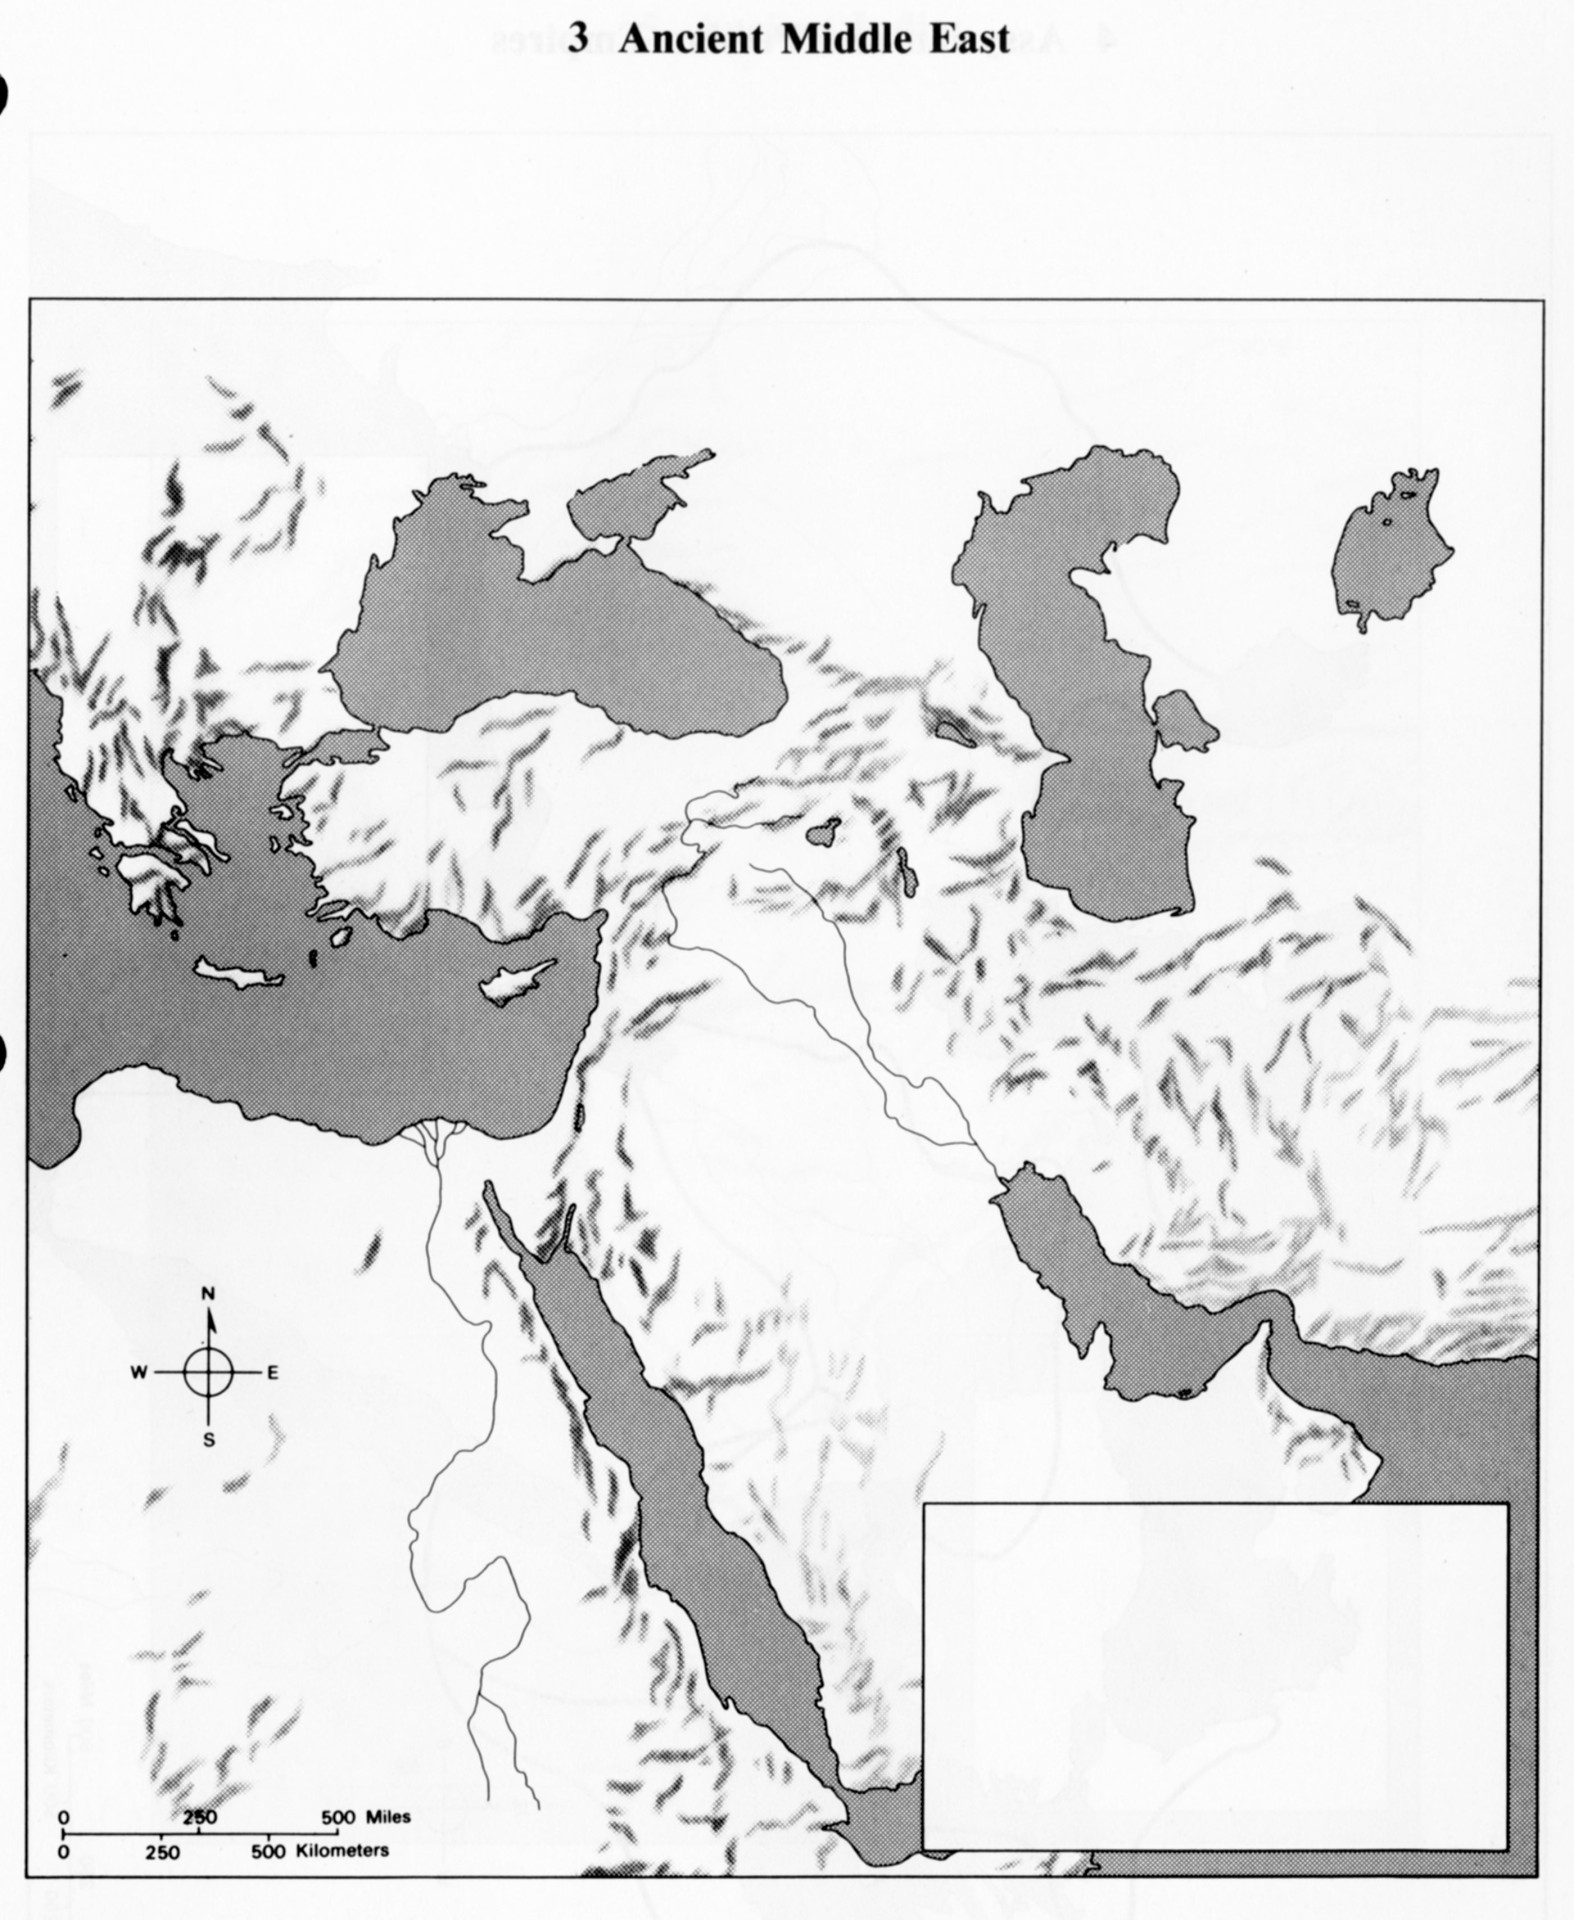 3 Ancient Middle East
N
W E
S
0 250 500 Miles
0 250 500 Kilometers